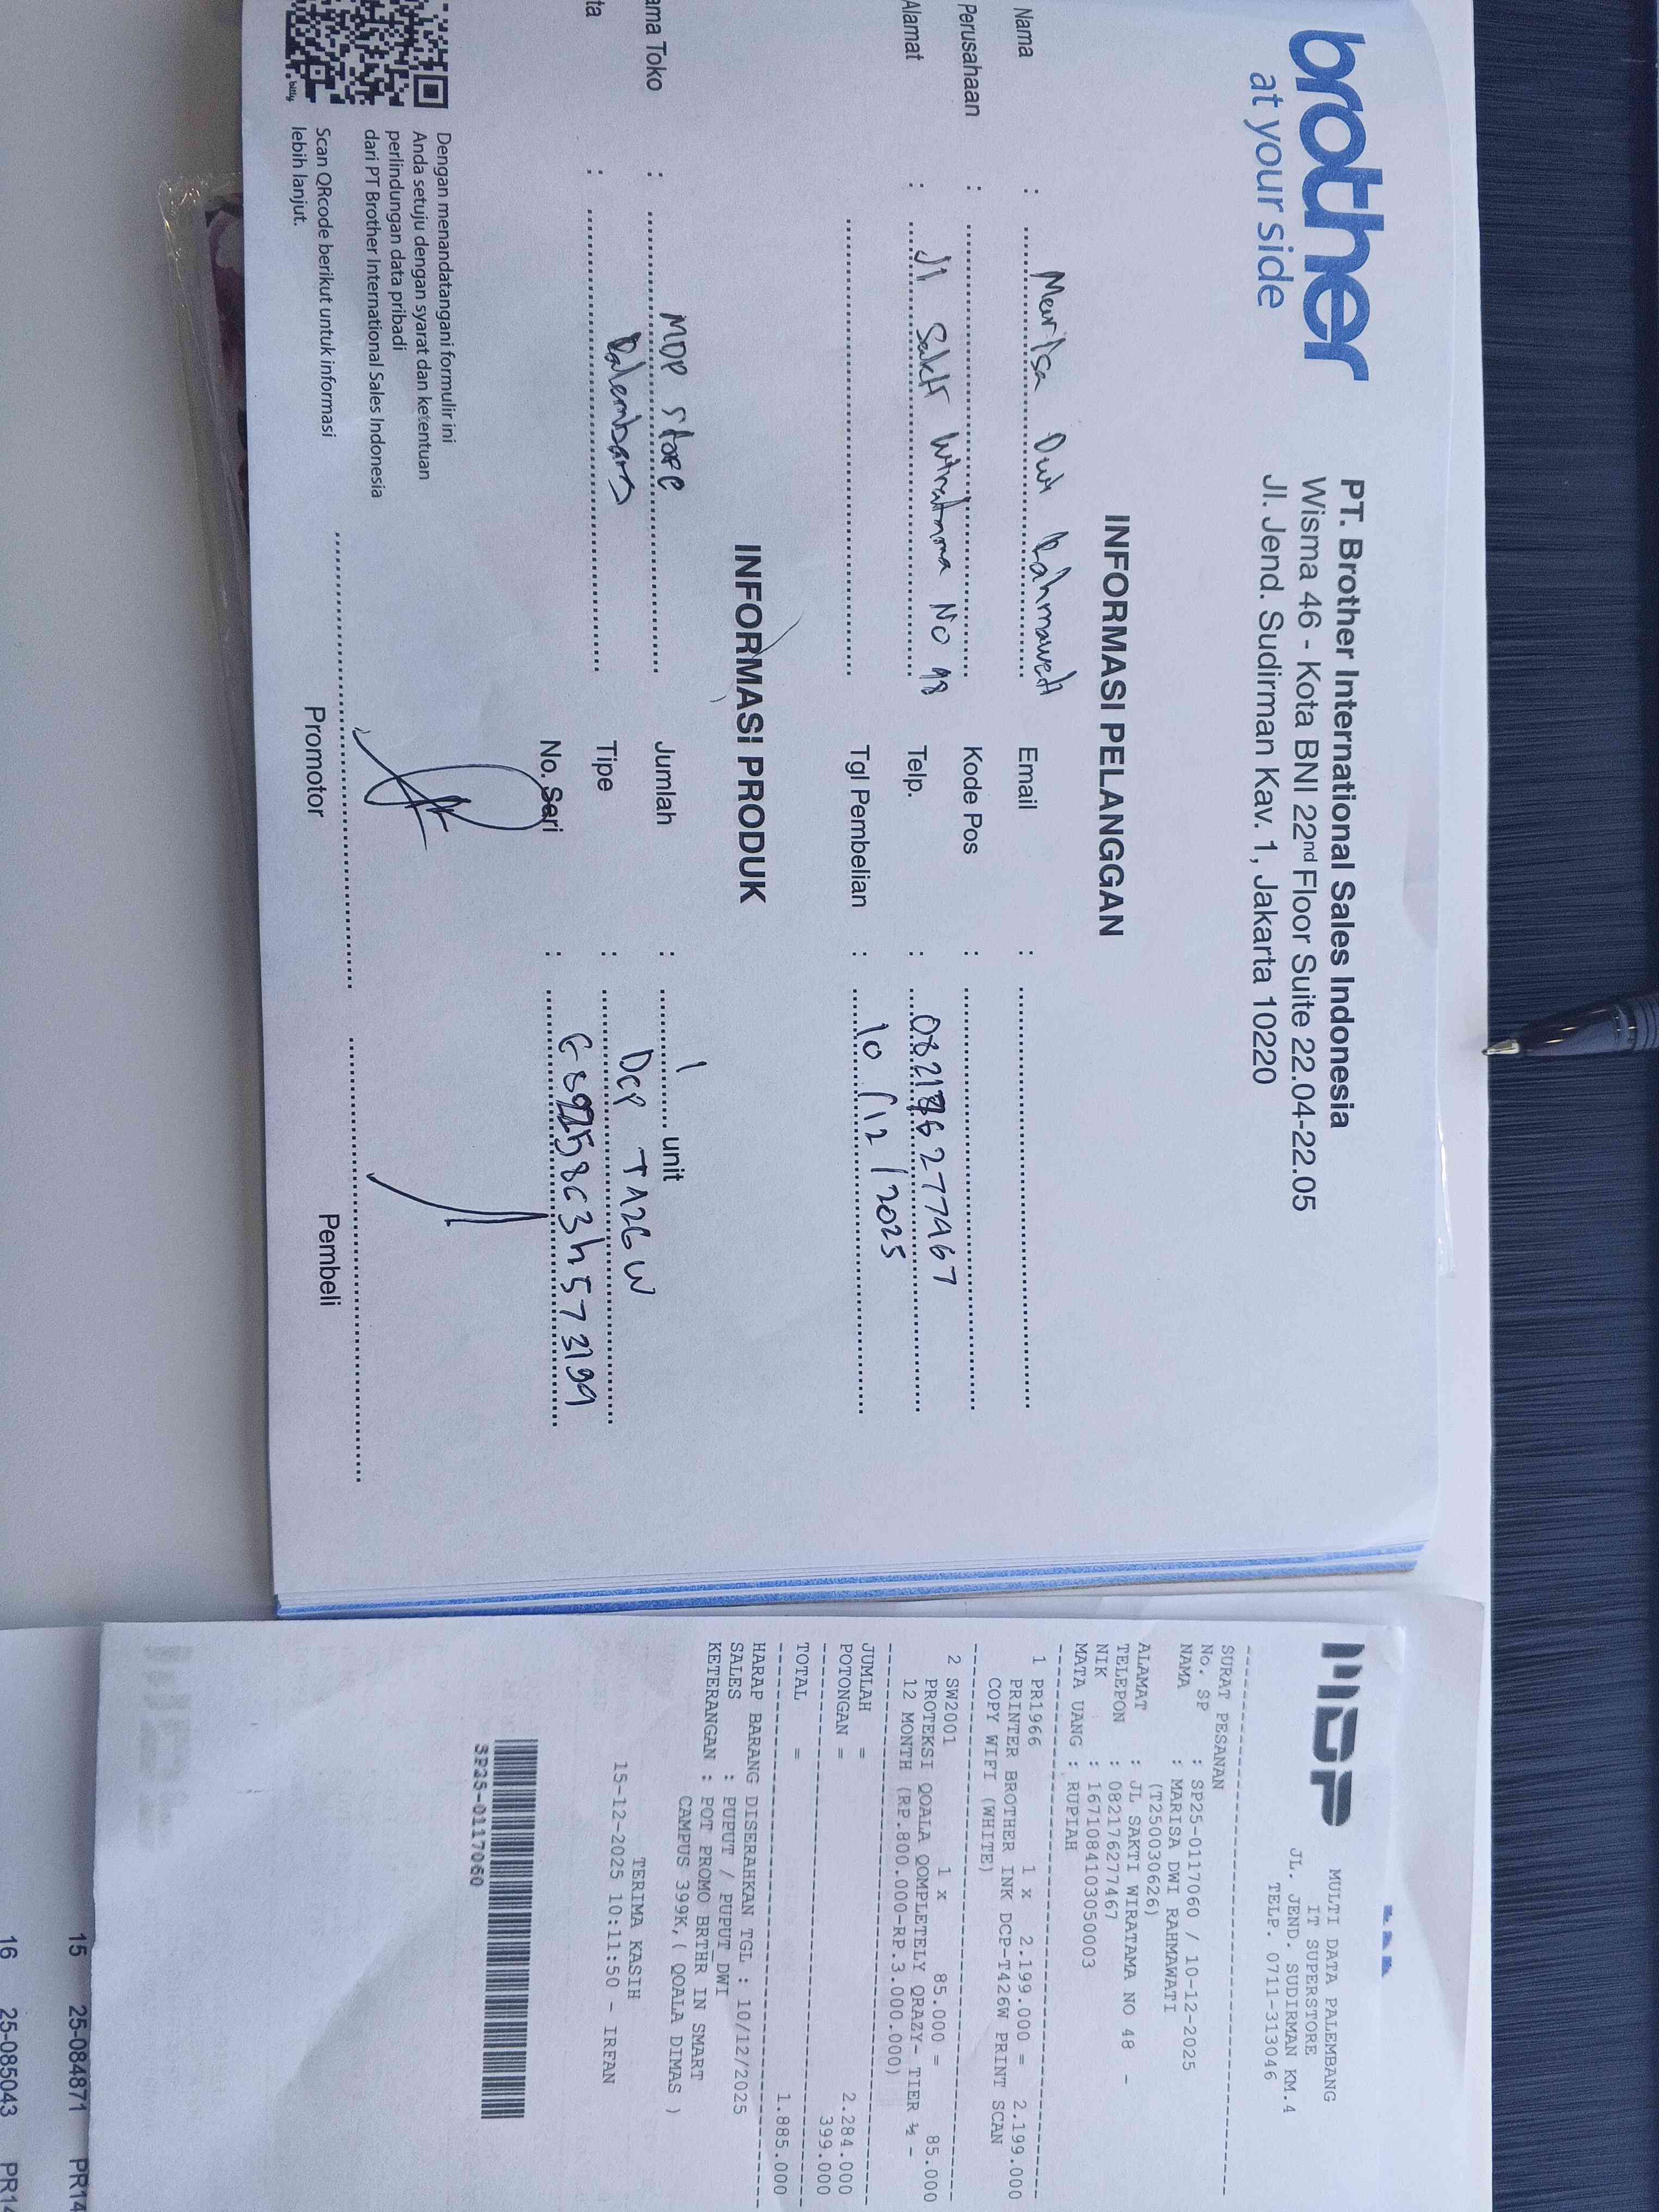 brother
at your side
PT. Brother International Sales Indonesia
Wisma 46 - Kota BNI 22nd Floor Suite 22.04-22.05
Jl. Jend. Sudirman Kav. 1, Jakarta 10220
INFORMASI PELANGGAN
Nama : Marisa Dwi Rahmawati
Email :
Perusahaan :
Kode Pos :
Alamat : Jl Sakti Wiratama No 48
Telp. : 082176277467
Tgl Pembelian : 10/12/2025
INFORMASI PRODUK
ama Toko : MDP Store
Jumlah : 1 unit
ta : Palembang
Tipe : DCP T426W
No. Seri :
Dengan menandatangani formulir ini
Anda setuju dengan syarat dan ketentuan
perlindungan data pribadi
dari PT Brother International Sales Indonesia
Scan QRcode berikut untuk informasi
lebih lanjut.
bitly
Promotor
Pembeli
MDP
MULTI DATA PALEMBANG
IT SUPERSTORE
JL. JEND. SUDIRMAN KM.4
TELP. 0711-313046
SURAT PESANAN
No. SP : SP25-0117060 / 10-12-2025
NAMA : MARISA DWI RAHMAWATI
(T250030626)
ALAMAT : JL SAKTI WIRATAMA NO 48 -
TELEPON : 082176277467
NIK : 1671084103050003
MATA UANG : RUPIAH
1 PR1966 1 x 2.199.000 = 2.199.000
PRINTER BROTHER INK DCP-T426W PRINT SCAN
COPY WIFI (WHITE)
2 SW2001 1 x 85.000 = 85.000
PROTEKSI QOALA QOMPLETELY QRAZY- TIER ½ -
12 MONTH (RP.800.000-RP.3.000.000)
JUMLAH = 2.284.000
POTONGAN = 399.000
TOTAL = 1.885.000
HARAP BARANG DISERAHKAN TGL : 10/12/2025
SALES : PUPUT / PUPUT DWI
KETERANGAN : POT PROMO BRTHR IN SMART
CAMPUS 399K, ( QOALA DIMAS )
TERIMA KASIH
15-12-2025 10:11:50 - IRFAN
SP25-0117060
15 25-084871 PR14
16 25-085043 PR14